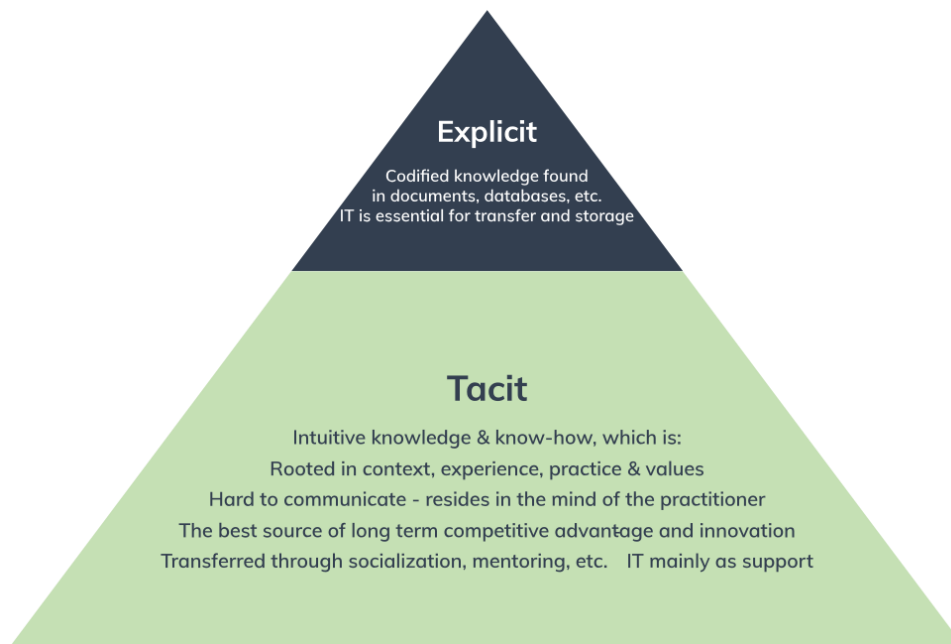 Explicit
Codified knowledge found
in documents, databases, etc.
IT is essential for transfer and storage
Tacit
Intuitive knowledge & know-how, which is:
Rooted in context, experience, practice & values
Hard to communicate - resides in the mind of the practitioner
The best source of long term competitive advantage and innovation
Transferred through socialization, mentoring, etc. IT mainly as support